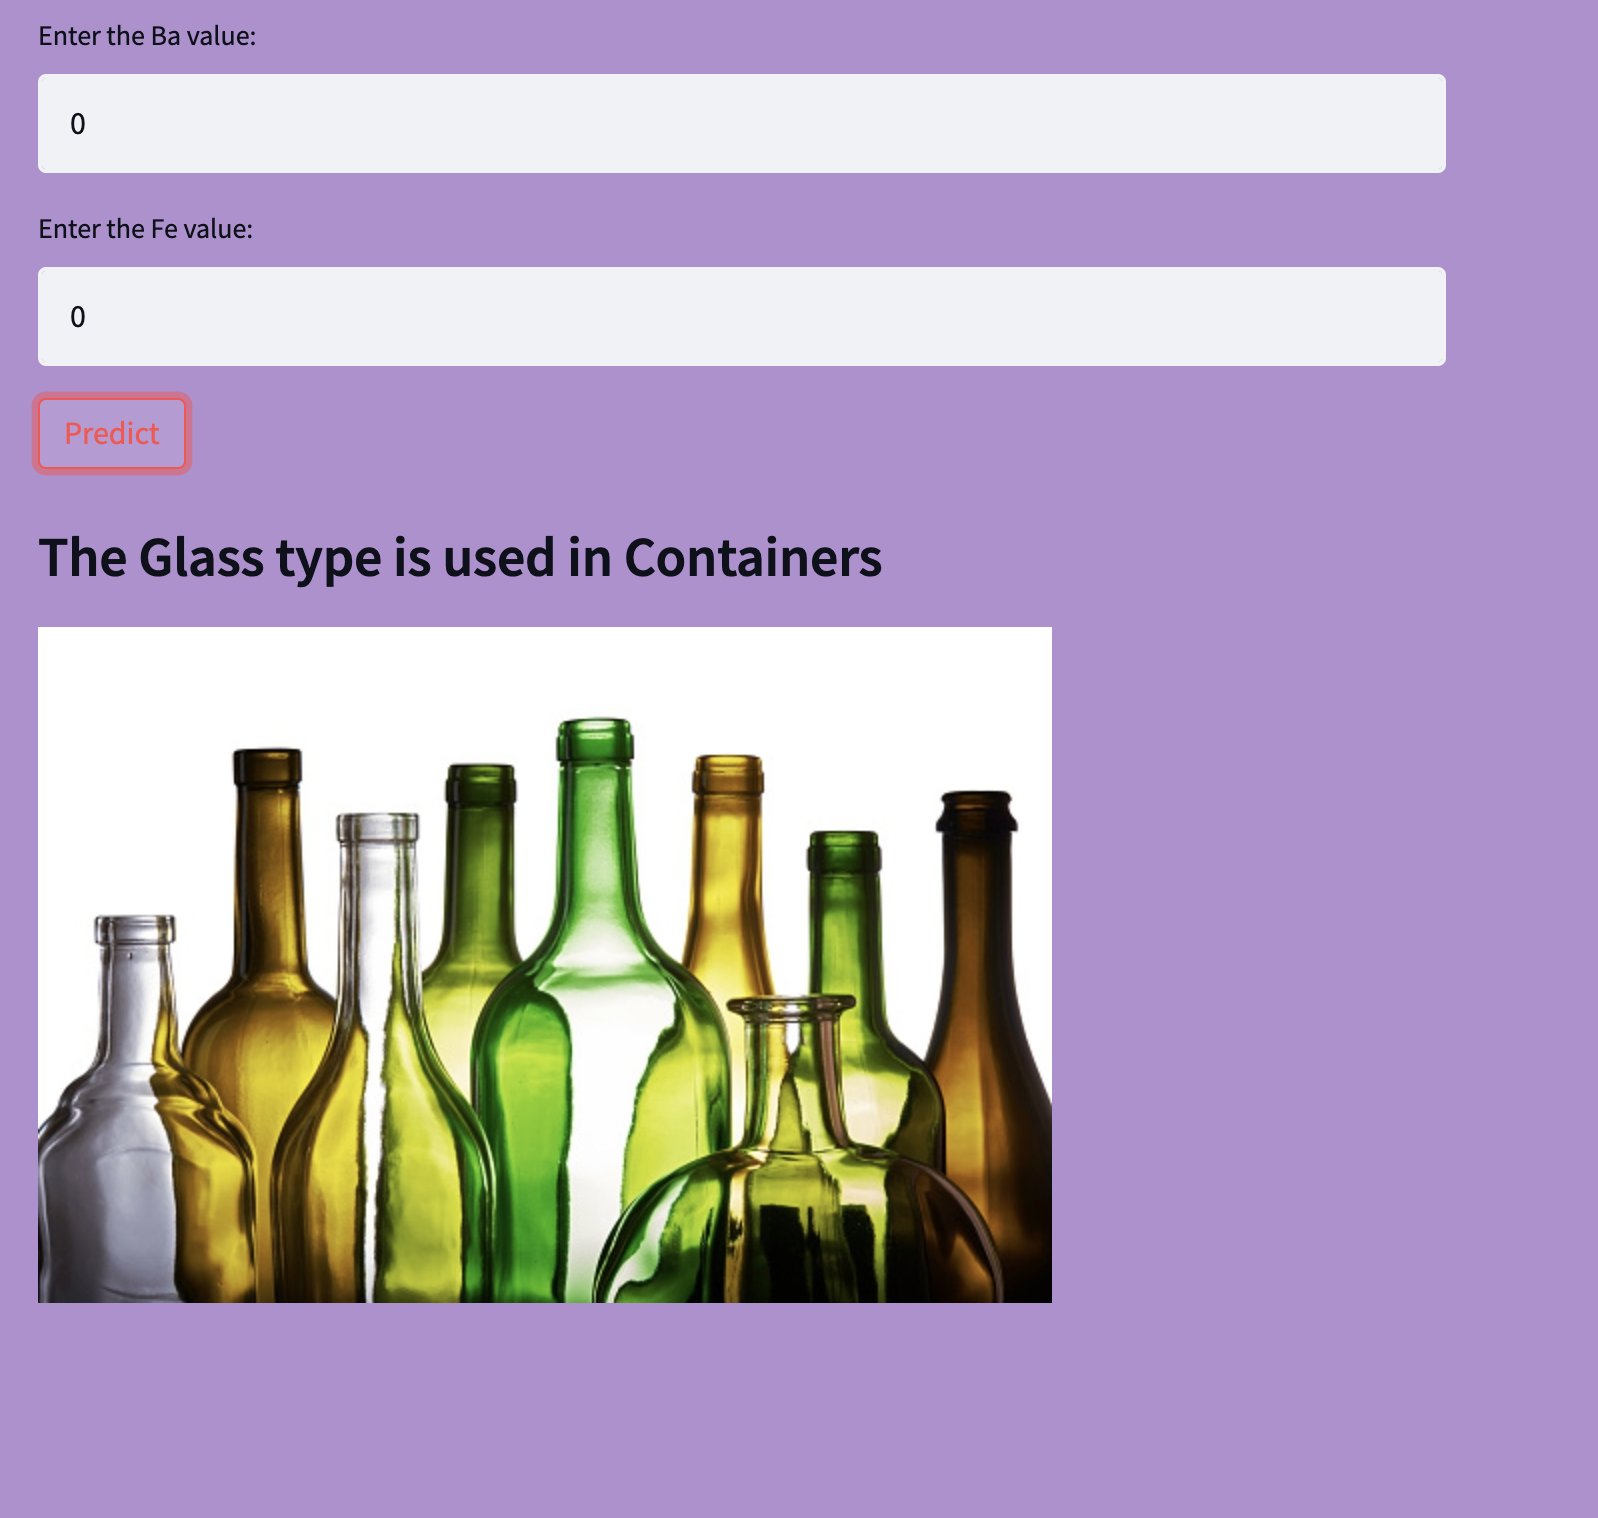 Enter the Ba value:
0
Enter the Fe value:
0
Predict
The Glass type is used in Containers